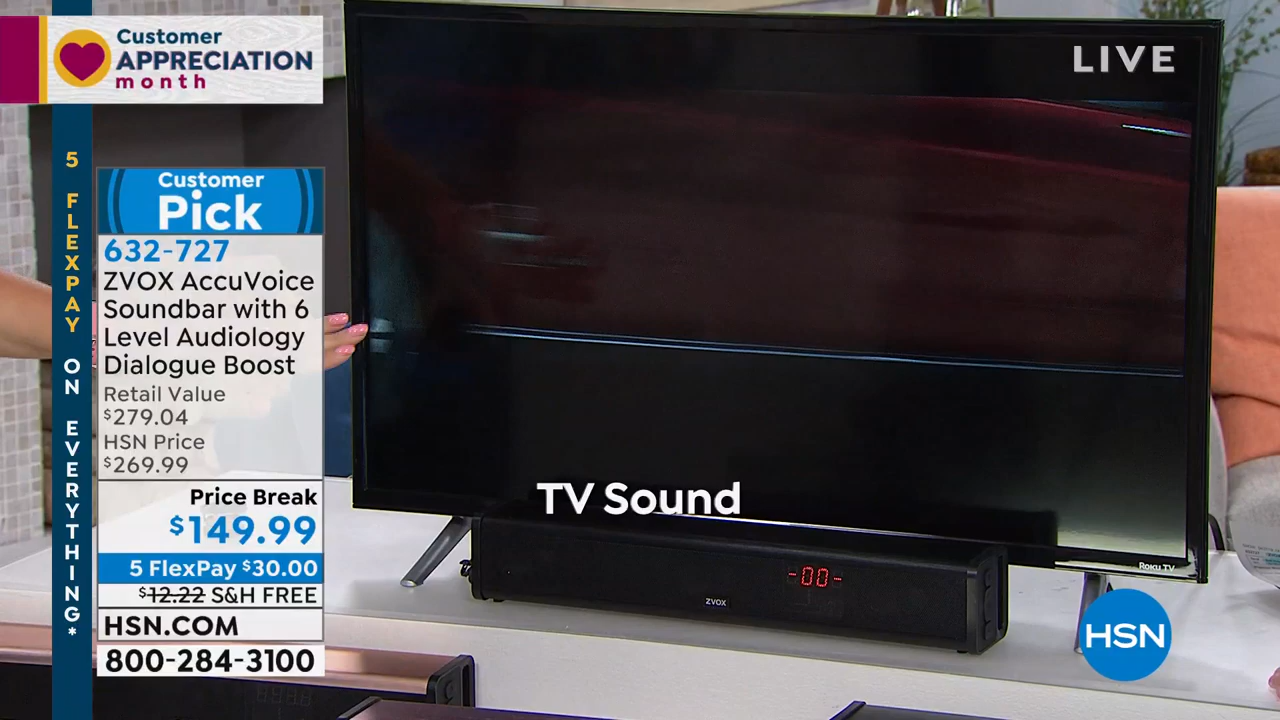 Customer
APPRECIATION
month
LIVE
5 FLEXPAY ON EVERYTHING*
Customer
Pick
632-727
ZVOX AccuVoice
Soundbar with 6
Level Audiology
Dialogue Boost
Retail Value
$279.04
HSN Price
$269.99
Price Break
$149.99
5 FlexPay $30.00
$12.22 S&H FREE
HSN.COM
800-284-3100
TV Sound
-00-
ZVOX
Roku TV
HSN